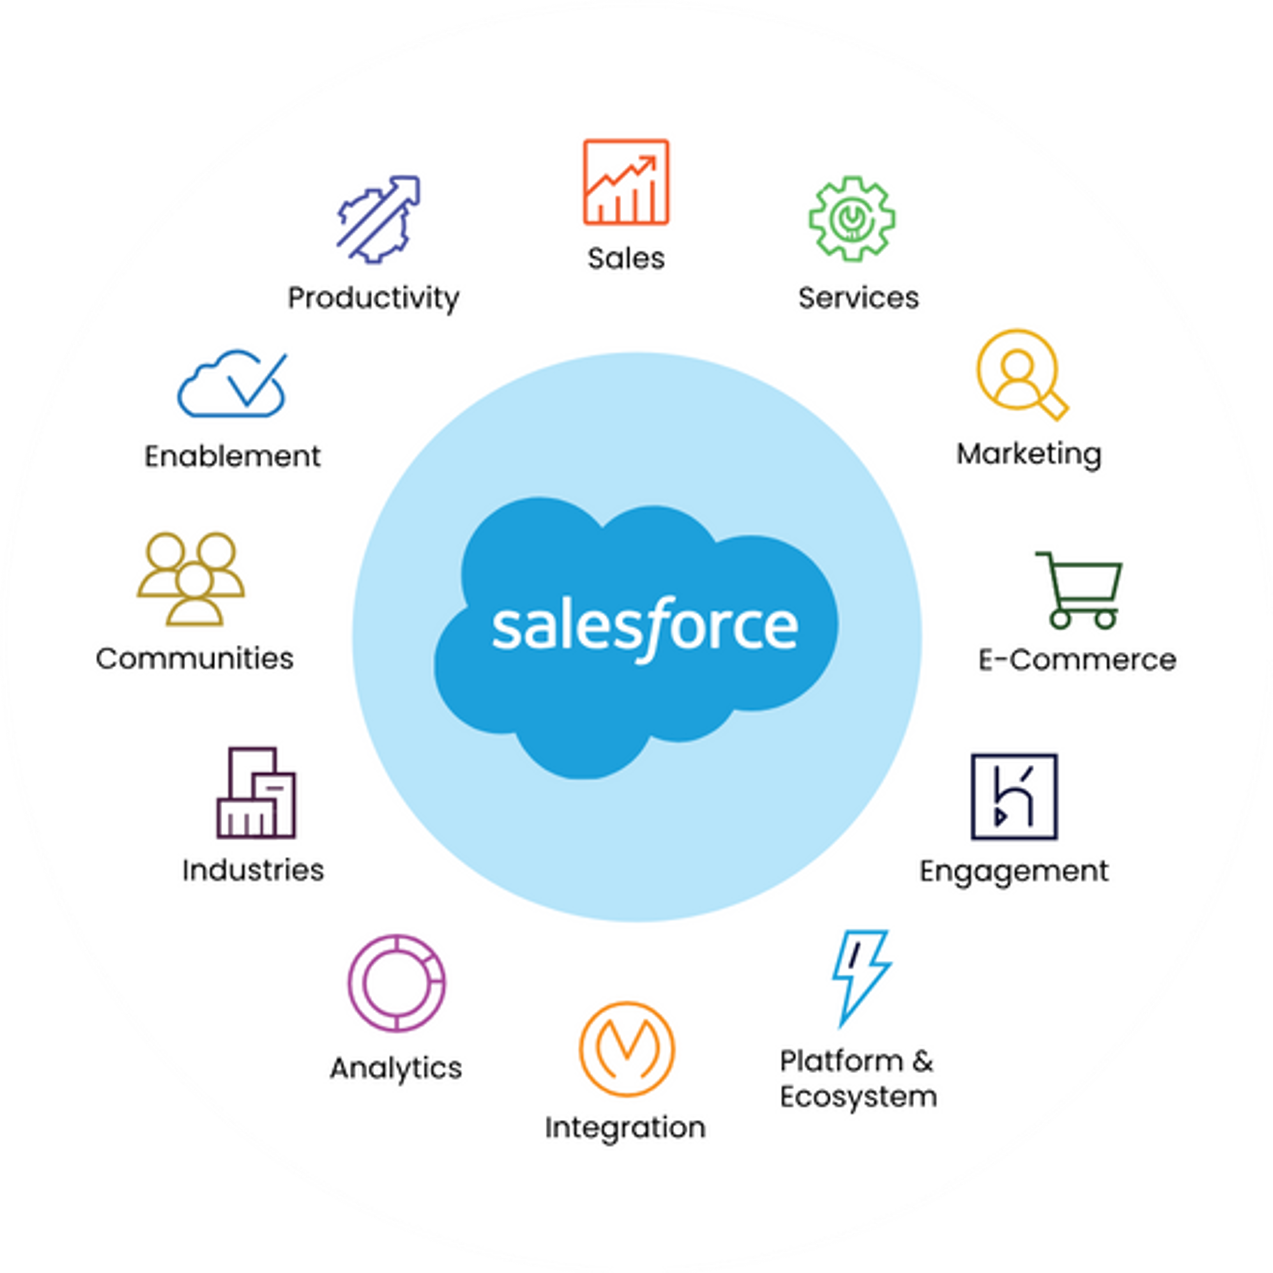 Sales
Productivity
Services
Enablement
Marketing
salesforce
Communities
E-Commerce
Industries
Engagement
Analytics
Platform &
Ecosystem
Integration